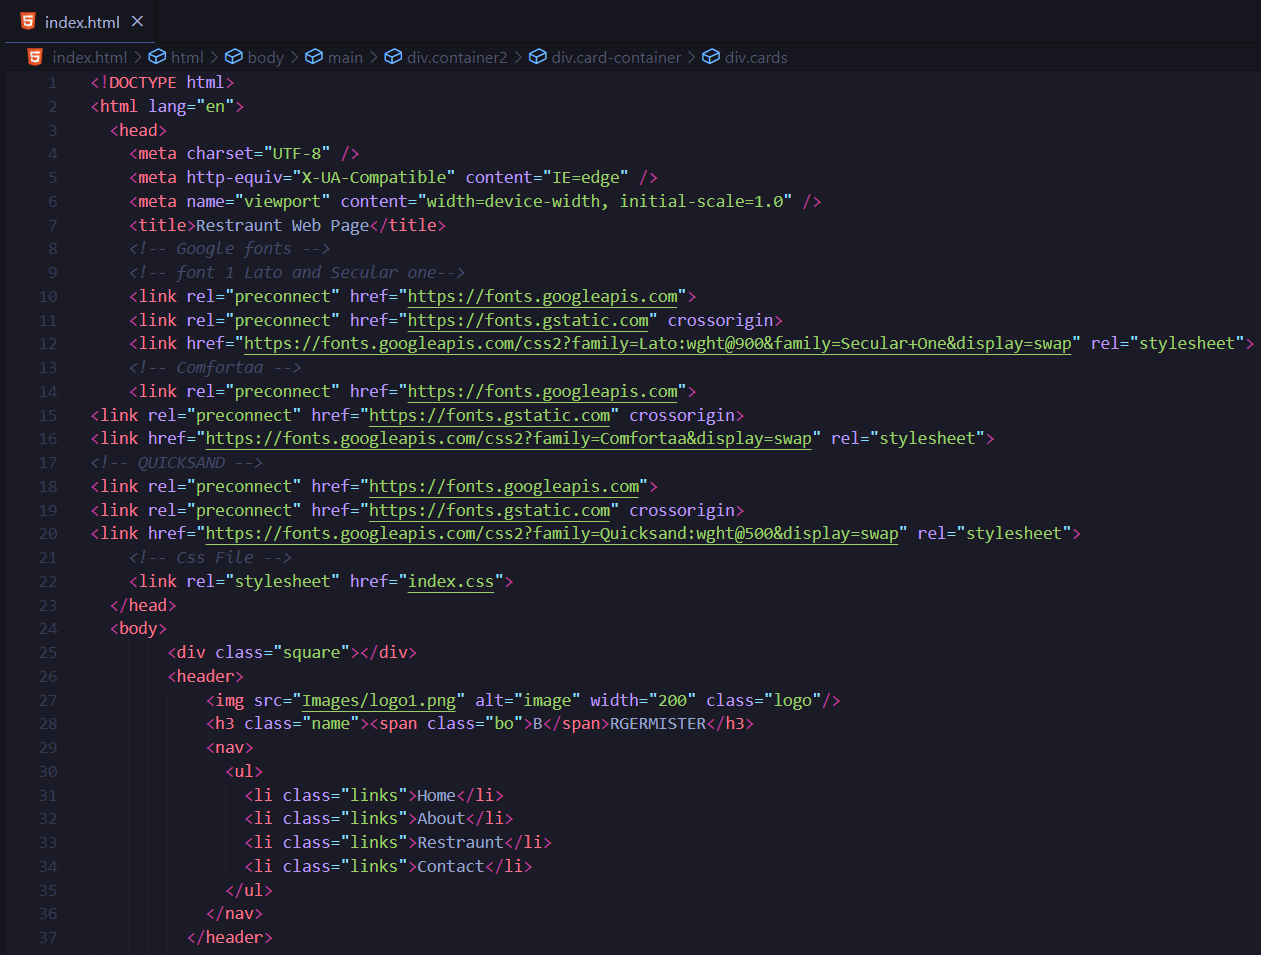 index.html
index.html > html > body > main > div.container2 > div.card-container > div.cards
1 <!DOCTYPE html>
2 <html lang="en">
3 <head>
4 <meta charset="UTF-8" />
5 <meta http-equiv="X-UA-Compatible" content="IE=edge" />
6 <meta name="viewport" content="width=device-width, initial-scale=1.0" />
7 <title>Restraunt Web Page</title>
8 <!-- Google fonts -->
9 <!-- font 1 Lato and Secular one-->
10 <link rel="preconnect" href="https://fonts.googleapis.com">
11 <link rel="preconnect" href="https://fonts.gstatic.com" crossorigin>
12 <link href="https://fonts.googleapis.com/css2?family=Lato:wght@900&family=Secular+One&display=swap" rel="stylesheet">
13 <!-- Comfortaa -->
14 <link rel="preconnect" href="https://fonts.googleapis.com">
15 <link rel="preconnect" href="https://fonts.gstatic.com" crossorigin>
16 <link href="https://fonts.googleapis.com/css2?family=Comfortaa&display=swap" rel="stylesheet">
17 <!-- QUICKSAND -->
18 <link rel="preconnect" href="https://fonts.googleapis.com">
19 <link rel="preconnect" href="https://fonts.gstatic.com" crossorigin>
20 <link href="https://fonts.googleapis.com/css2?family=Quicksand:wght@500&display=swap" rel="stylesheet">
21 <!-- Css File -->
22 <link rel="stylesheet" href="index.css">
23 </head>
24 <body>
25 <div class="square"></div>
26 <header>
27 <img src="Images/logo1.png" alt="image" width="200" class="logo"/>
28 <h3 class="name"><span class="bo">B</span>RGERMISTER</h3>
29 <nav>
30 <ul>
31 <li class="links">Home</li>
32 <li class="links">About</li>
33 <li class="links">Restraunt</li>
34 <li class="links">Contact</li>
35 </ul>
36 </nav>
37 </header>